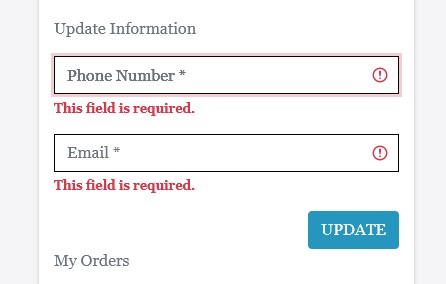 Update Information
Phone Number *
This field is required.
Email *
This field is required.
UPDATE
My Orders